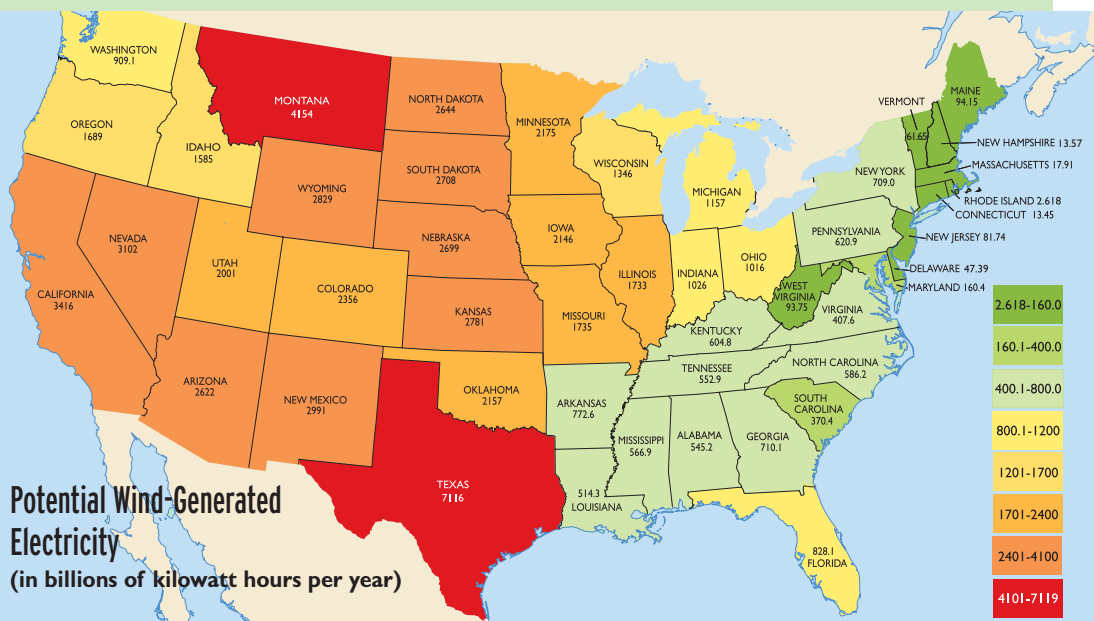 WASHINGTON
909.1
OREGON
1689
IDAHO
1585
MONTANA
4154
NORTH DAKOTA
2644
MINNESOTA
2175
SOUTH DAKOTA
2708
WYOMING
2829
WISCONSIN
1346
MICHIGAN
1157
VERMONT
61.65
MAINE
94.15
NEW HAMPSHIRE 13.57
MASSACHUSETTS 17.91
RHODE ISLAND 2.618
CONNECTICUT 13.45
NEW YORK
709.0
PENNSYLVANIA
620.9
NEW JERSEY 81.74
DELAWARE 47.39
MARYLAND 160.4
NEVADA
3102
CALIFORNIA
3416
UTAH
2001
COLORADO
2356
NEBRASKA
2699
IOWA
2146
KANSAS
2781
MISSOURI
1735
ILLINOIS
1733
INDIANA
1026
OHIO
1016
WEST
VIRGINIA
93.75
VIRGINIA
407.6
KENTUCKY
604.8
TENNESSEE
552.9
NORTH CAROLINA
586.2
SOUTH
CAROLINA
370.4
ARIZONA
2622
NEW MEXICO
2991
OKLAHOMA
2157
ARKANSAS
772.6
MISSISSIPPI
566.9
ALABAMA
545.2
GEORGIA
710.1
TEXAS
7116
514.3
LOUISIANA
828.1
FLORIDA
2.618-160.0
160.1-400.0
400.1-800.0
800.1-1200
1201-1700
1701-2400
2401-4100
4101-7119
Potential Wind-Generated
Electricity
(in billions of kilowatt hours per year)